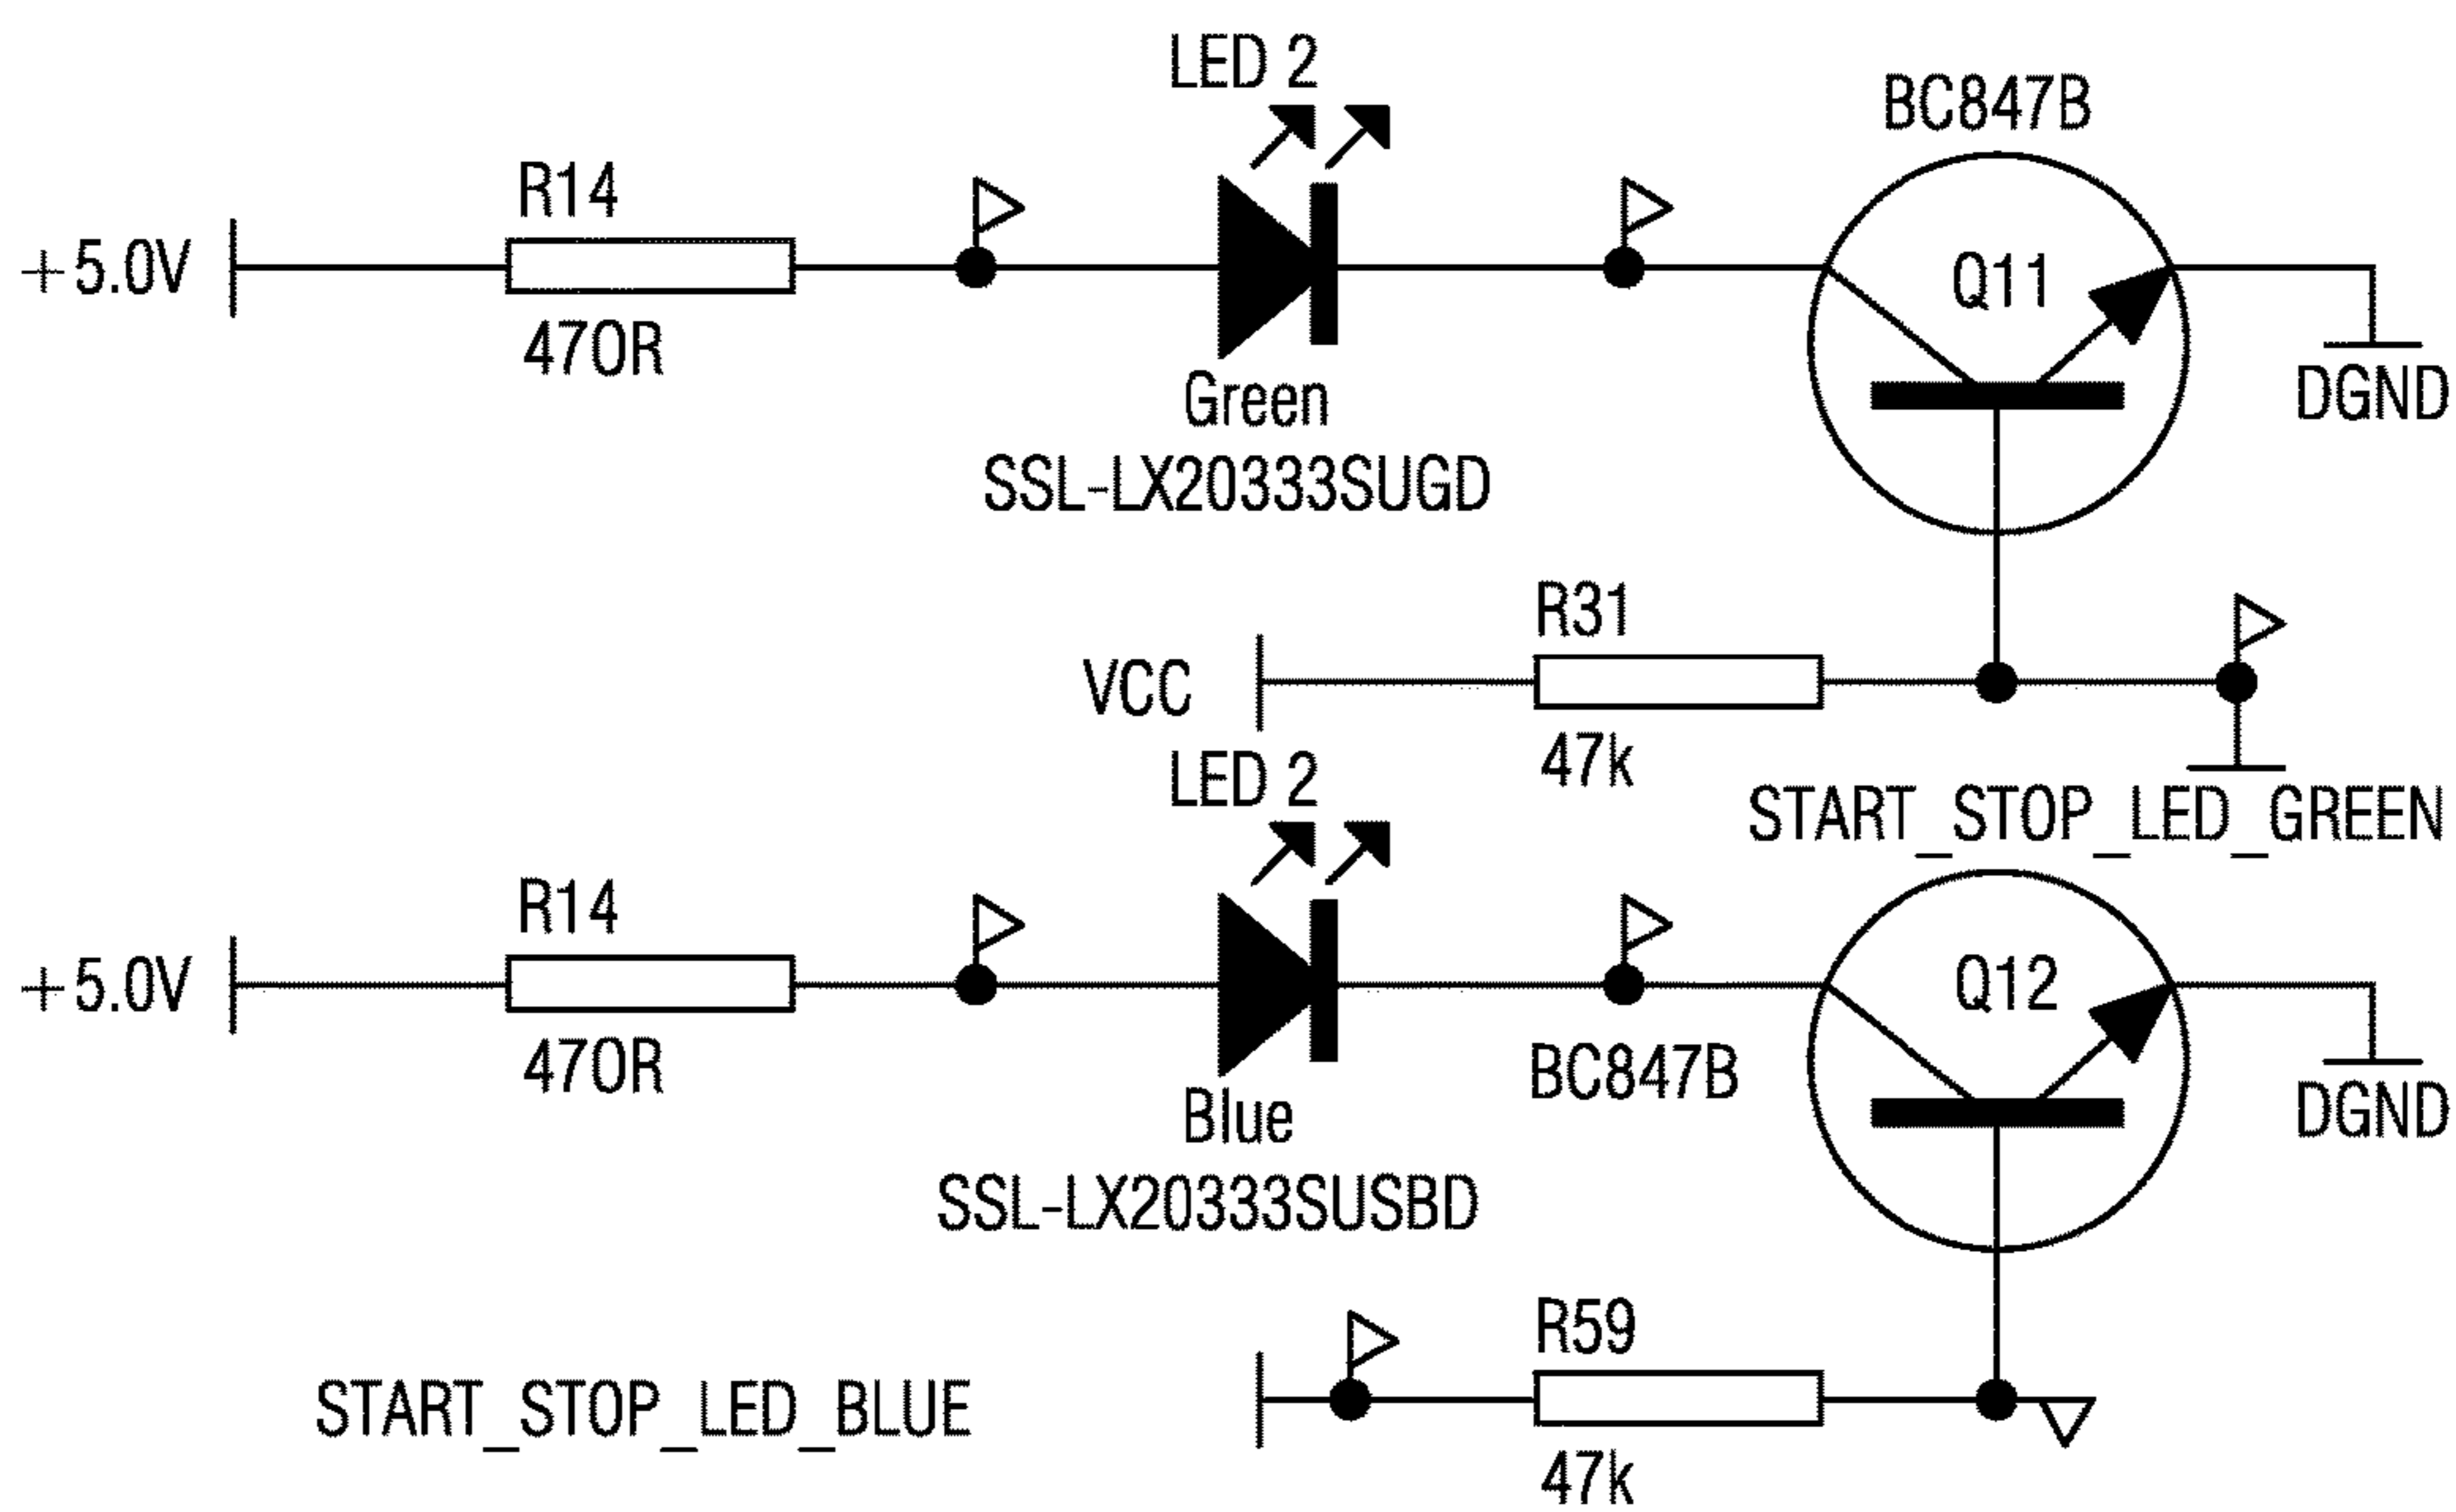 LED 2
BC847B
R14
+5.0V
Q11
470R
DGND
Green
SSL-LX20333SUGD
R31
VCC
47k
LED 2
START_STOP_LED_GREEN
R14
+5.0V
Q12
470R
BC847B
DGND
Blue
SSL-LX20333SUSBD
R59
START_STOP_LED_BLUE
47k